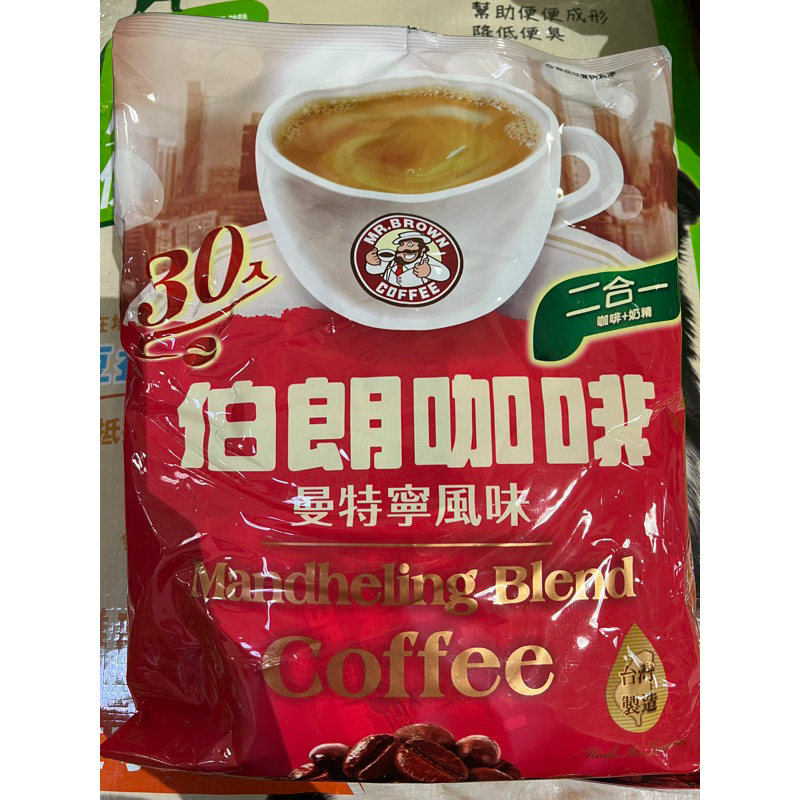 幫助便便成形
降低便臭
MR.BROWN
COFFEE
30入
二合一
咖啡+奶精
伯朗咖啡
曼特寧風味
Mandheling Blend
Coffee
台灣
製造